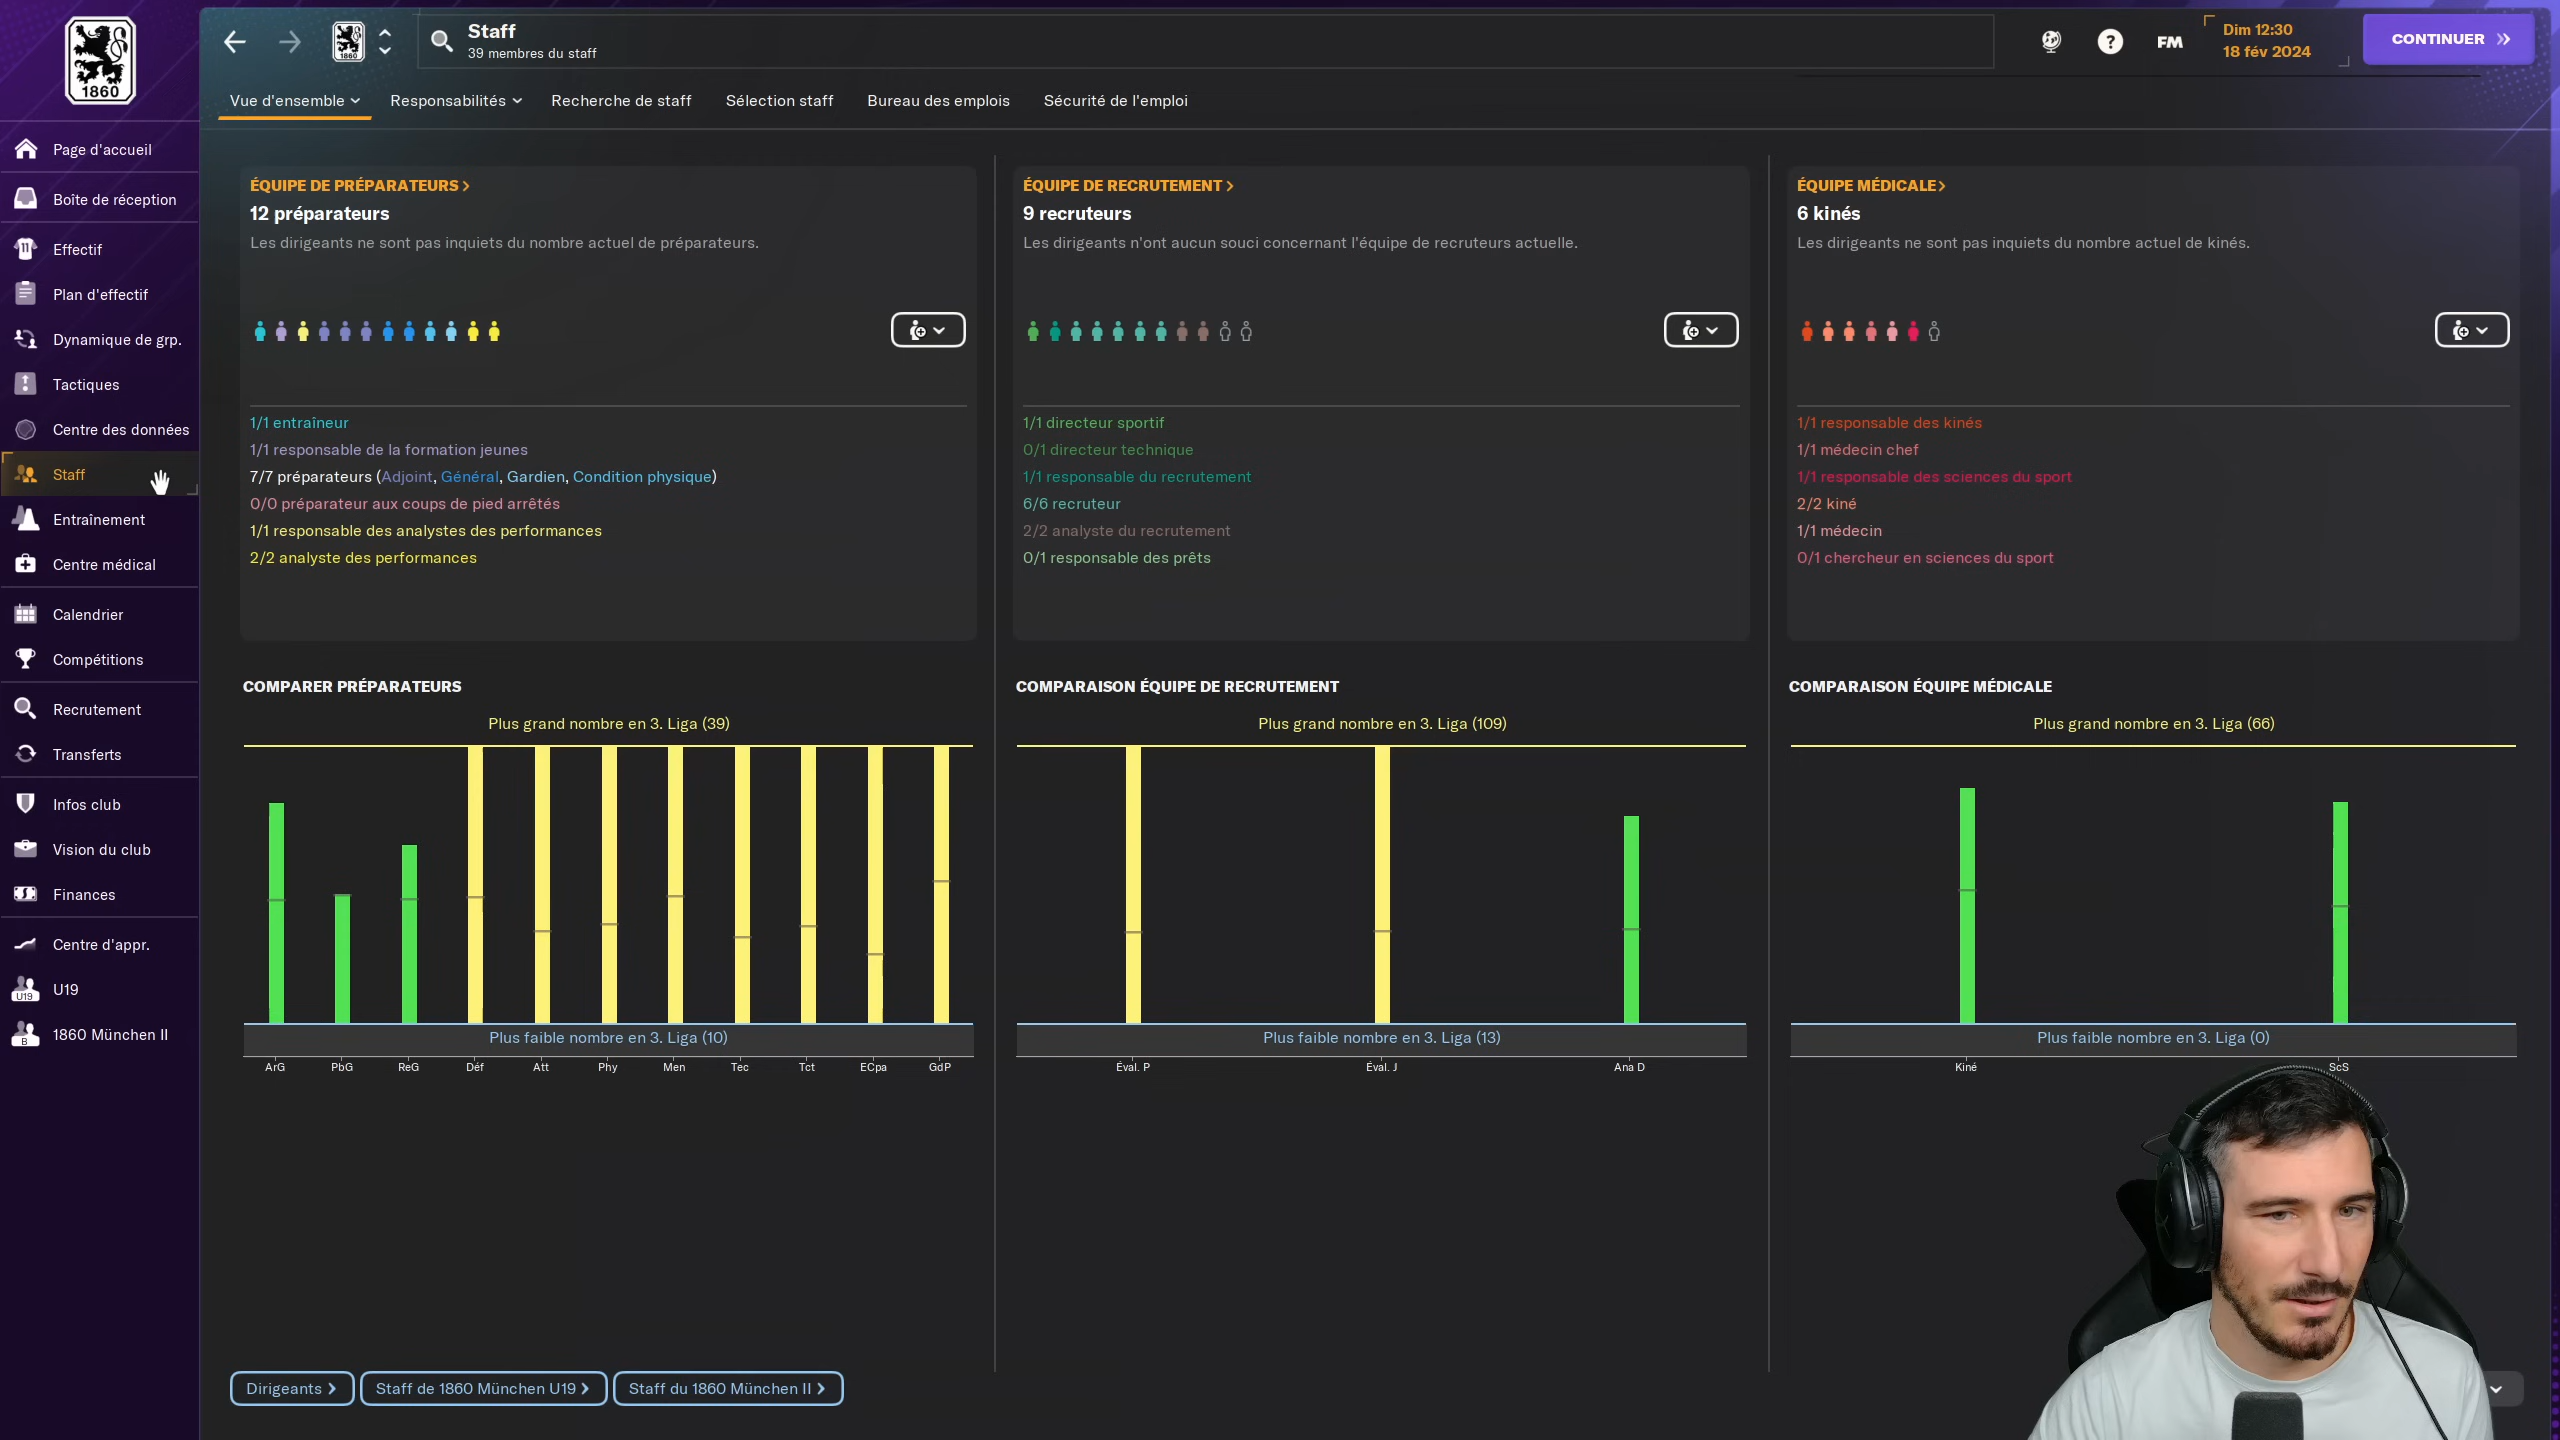 1860
Page d'accueil
Boîte de réception
Effectif
Plan d'effectif
Dynamique de grp.
Tactiques
Centre des données
Staff
Entraînement
Centre médical
Calendrier
Compétitions
Recrutement
Transferts
Infos club
Vision du club
Finances
Centre d'appr.
U19
U19
B
1860 München II
1860
Staff
39 membres du staff
?
FM
Dim 12:30
18 fév 2024
CONTINUER
Vue d'ensemble
Responsabilités
Recherche de staff
Sélection staff
Bureau des emplois
Sécurité de l'emploi
ÉQUIPE DE PRÉPARATEURS
12 préparateurs
Les dirigeants ne sont pas inquiets du nombre actuel de préparateurs.
1/1 entraîneur
1/1 responsable de la formation jeunes
7/7 préparateurs (Adjoint, Général, Gardien, Condition physique)
0/0 préparateur aux coups de pied arrêtés
1/1 responsable des analystes des performances
2/2 analyste des performances
ÉQUIPE DE RECRUTEMENT
9 recruteurs
Les dirigeants n'ont aucun souci concernant l'équipe de recruteurs actuelle.
1/1 directeur sportif
0/1 directeur technique
1/1 responsable du recrutement
6/6 recruteur
2/2 analyste du recrutement
0/1 responsable des prêts
ÉQUIPE MÉDICALE
6 kinés
Les dirigeants ne sont pas inquiets du nombre actuel de kinés.
1/1 responsable des kinés
1/1 médecin chef
1/1 responsable des sciences du sport
2/2 kiné
1/1 médecin
0/1 chercheur en sciences du sport
COMPARER PRÉPARATEURS
Plus grand nombre en 3. Liga (39)
Plus faible nombre en 3. Liga (10)
ArG PbG ReG Déf Att Phy Men Tec Tct ECpa GdP
COMPARAISON ÉQUIPE DE RECRUTEMENT
Plus grand nombre en 3. Liga (109)
Plus faible nombre en 3. Liga (13)
Éval. P Éval. J Ana D
COMPARAISON ÉQUIPE MÉDICALE
Plus grand nombre en 3. Liga (66)
Plus faible nombre en 3. Liga (0)
Kiné ScS
Dirigeants
Staff de 1860 München U19
Staff du 1860 München II